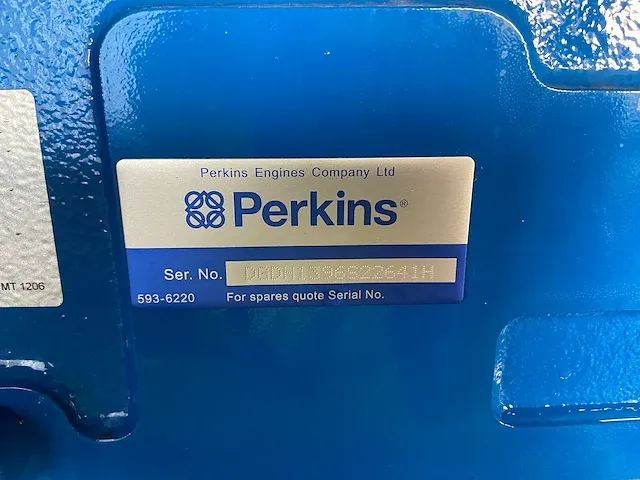 Perkins Engines Company Ltd
Perkins®
Ser. No.
593-6220 For spares quote Serial No.
MT 1206